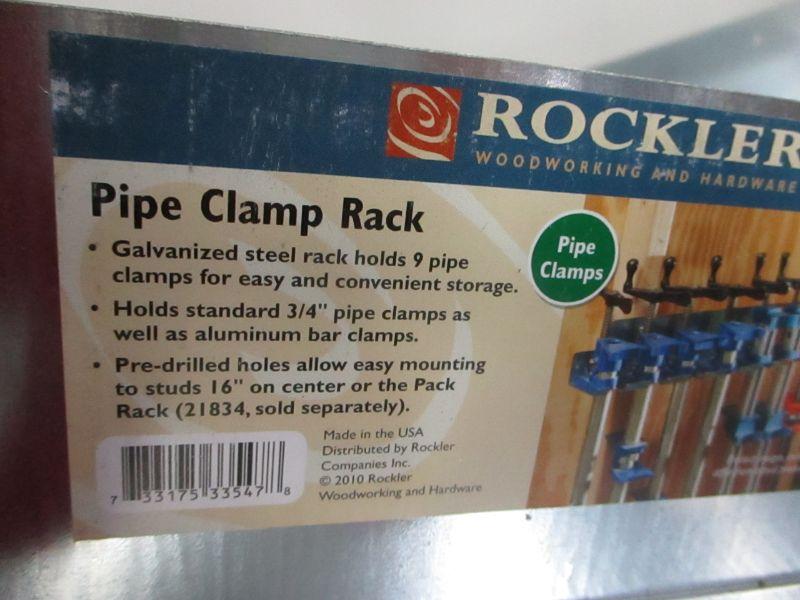 ROCKLER
WOODWORKING AND HARDWARE
Pipe Clamp Rack
• Galvanized steel rack holds 9 pipe
clamps for easy and convenient storage.
• Holds standard 3/4" pipe clamps as
well as aluminum bar clamps.
• Pre-drilled holes allow easy mounting
to studs 16" on center or the Pack
Rack (21834, sold separately).
Pipe
Clamps
Made in the USA
Distributed by Rockler
Companies Inc.
© 2010 Rockler
Woodworking and Hardware
7 33175 33547 8